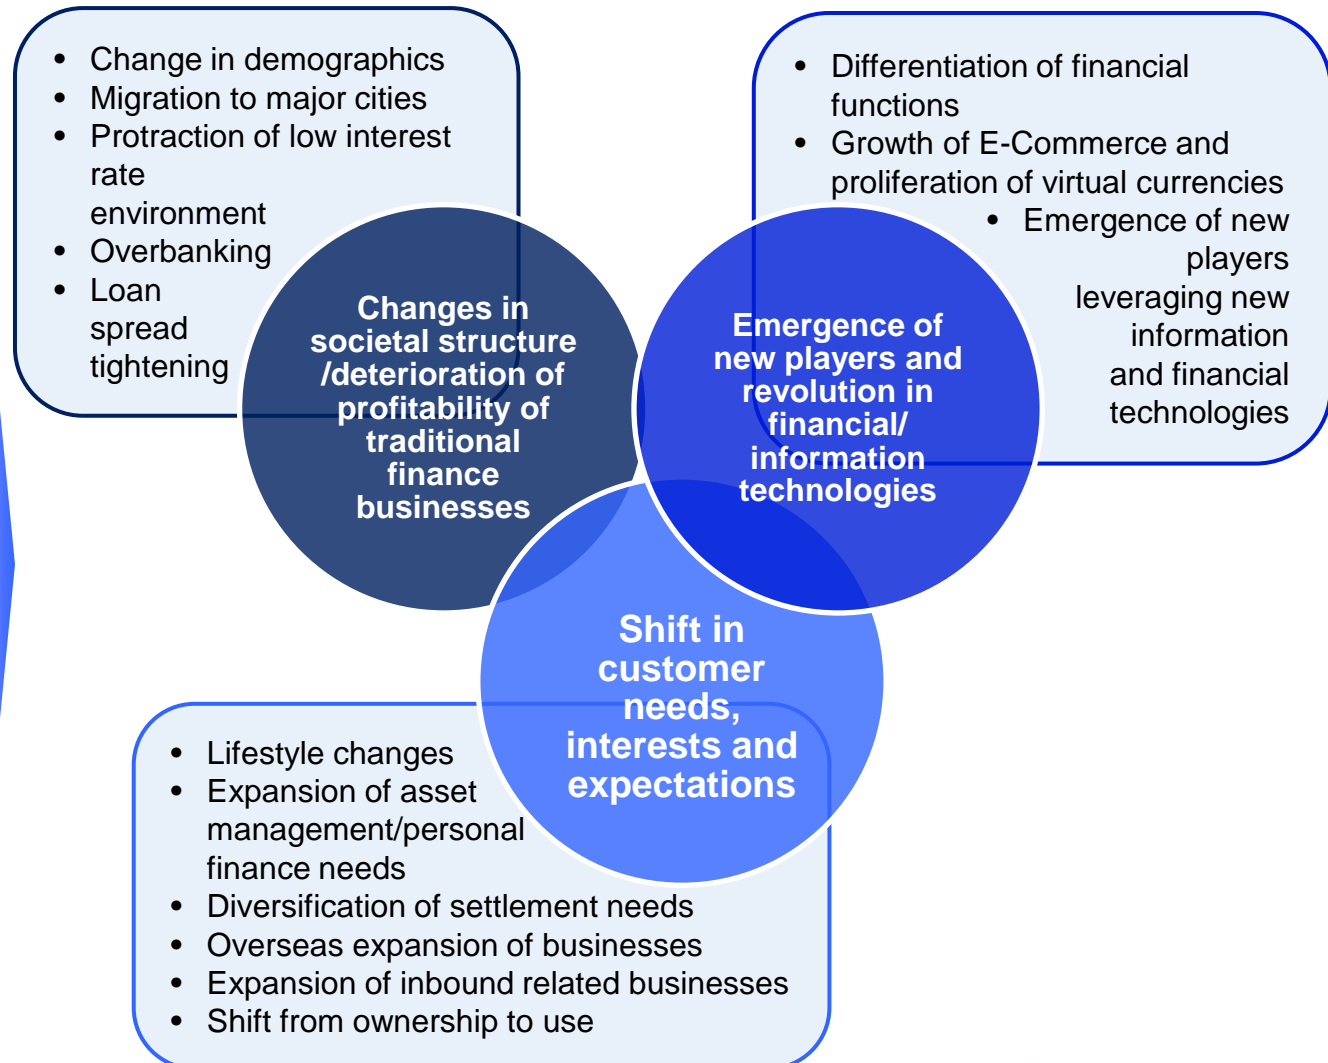 • Change in demographics
• Migration to major cities
• Protraction of low interest
rate
environment
• Overbanking
• Loan
spread
tightening
• Differentiation of financial
functions
• Growth of E-Commerce and
proliferation of virtual currencies
• Emergence of new
players
leveraging new
information
and financial
technologies
Changes in
societal structure
/deterioration of
profitability of
traditional
finance
businesses
Emergence of
new players and
revolution in
financial/
information
technologies
Shift in
customer
needs,
interests and
expectations
• Lifestyle changes
• Expansion of asset
management/personal
finance needs
• Diversification of settlement needs
• Overseas expansion of businesses
• Expansion of inbound related businesses
• Shift from ownership to use